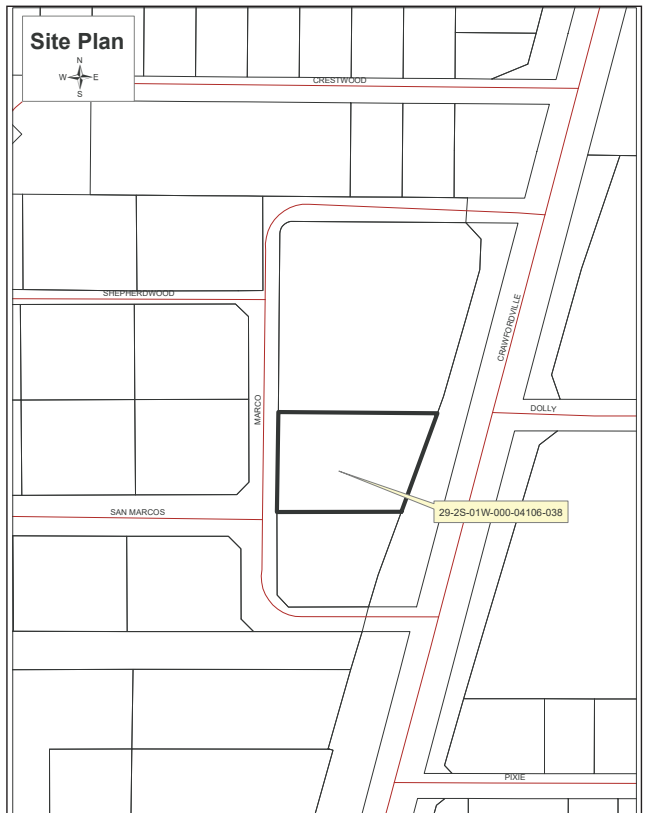 Site Plan
N
W E
S
CRESTWOOD
SHEPHERDWOOD
CRAWFORDVILLE
MARCO
DOLLY
SAN MARCOS
29-2S-01W-000-04106-038
PIXIE